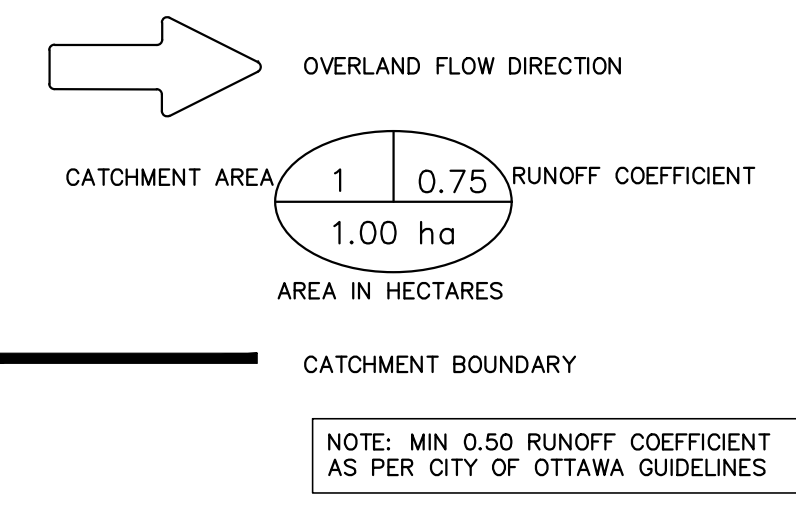 OVERLAND FLOW DIRECTION
CATCHMENT AREA
1
0.75
RUNOFF COEFFICIENT
1.00 ha
AREA IN HECTARES
CATCHMENT BOUNDARY
NOTE: MIN 0.50 RUNOFF COEFFICIENT
AS PER CITY OF OTTAWA GUIDELINES